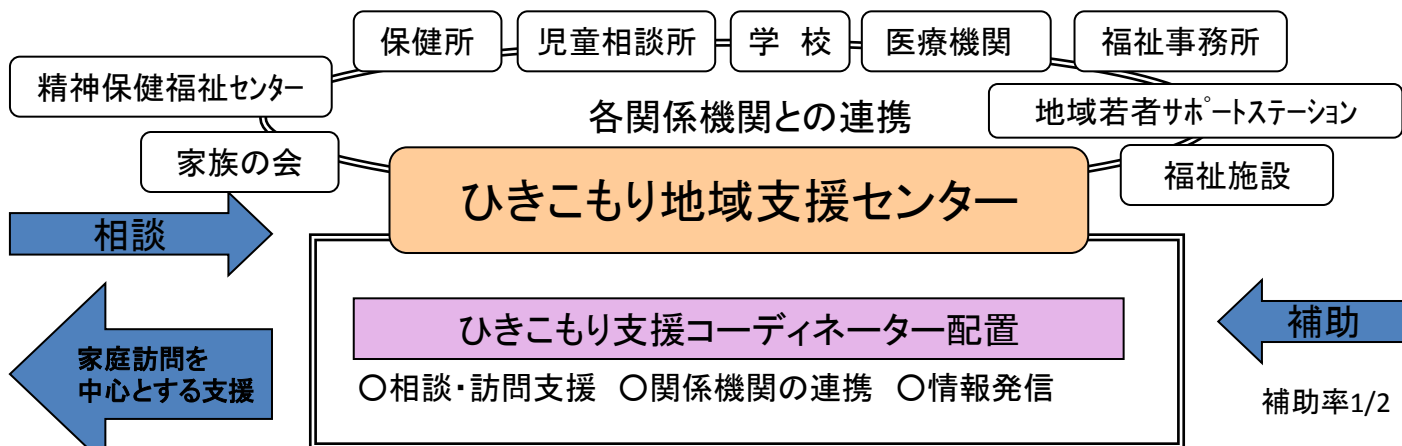 保健所
児童相談所
学 校
医療機関
福祉事務所
精神保健福祉ｾﾝﾀｰ
各関係機関との連携
地域若者ｻﾎﾟｰﾄｽﾃｰｼｮﾝ
家族の会
福祉施設
ひきこもり地域支援センター
相談
ひきこもり支援コーディネーター配置
補助
家庭訪問を
中心とする支援
○相談・訪問支援 ○関係機関の連携 ○情報発信
補助率1/2